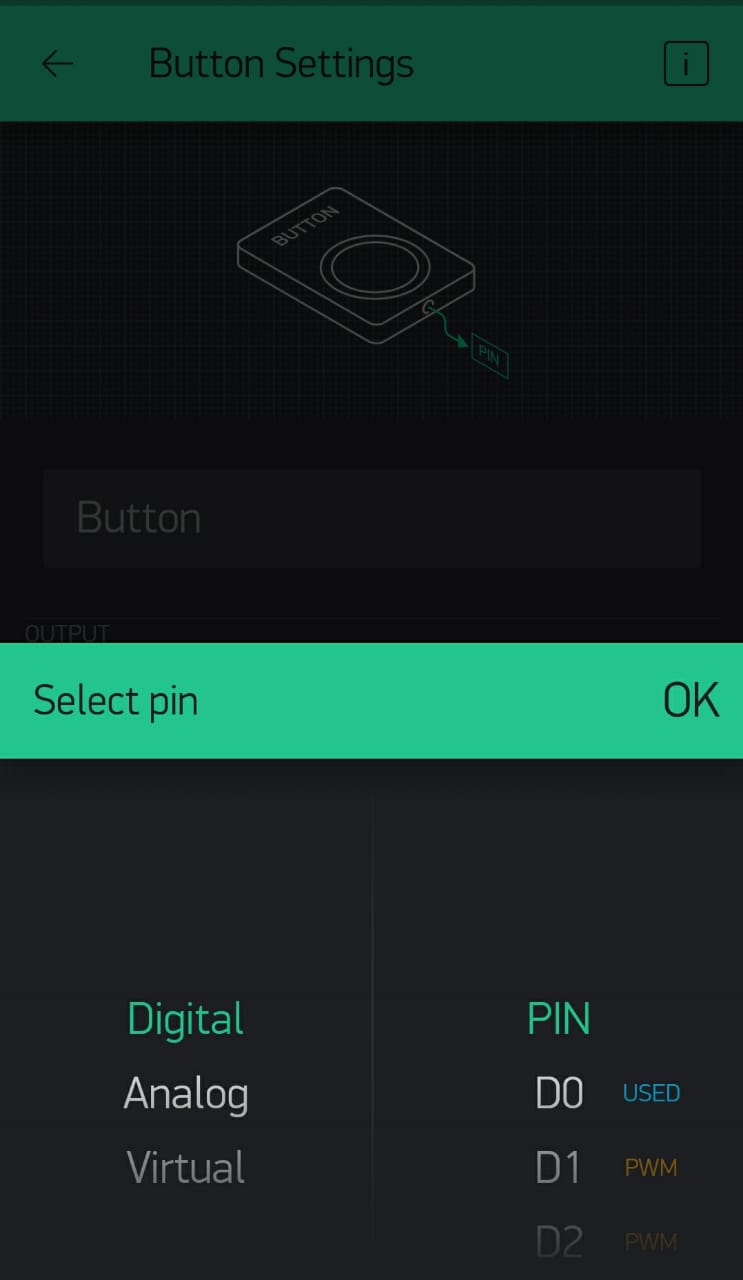 Button Settings
i
BUTTON
PIN
Button
OUTPUT
Select pin OK
Digital PIN
Analog D0 USED
Virtual D1 PWM
D2 PWM